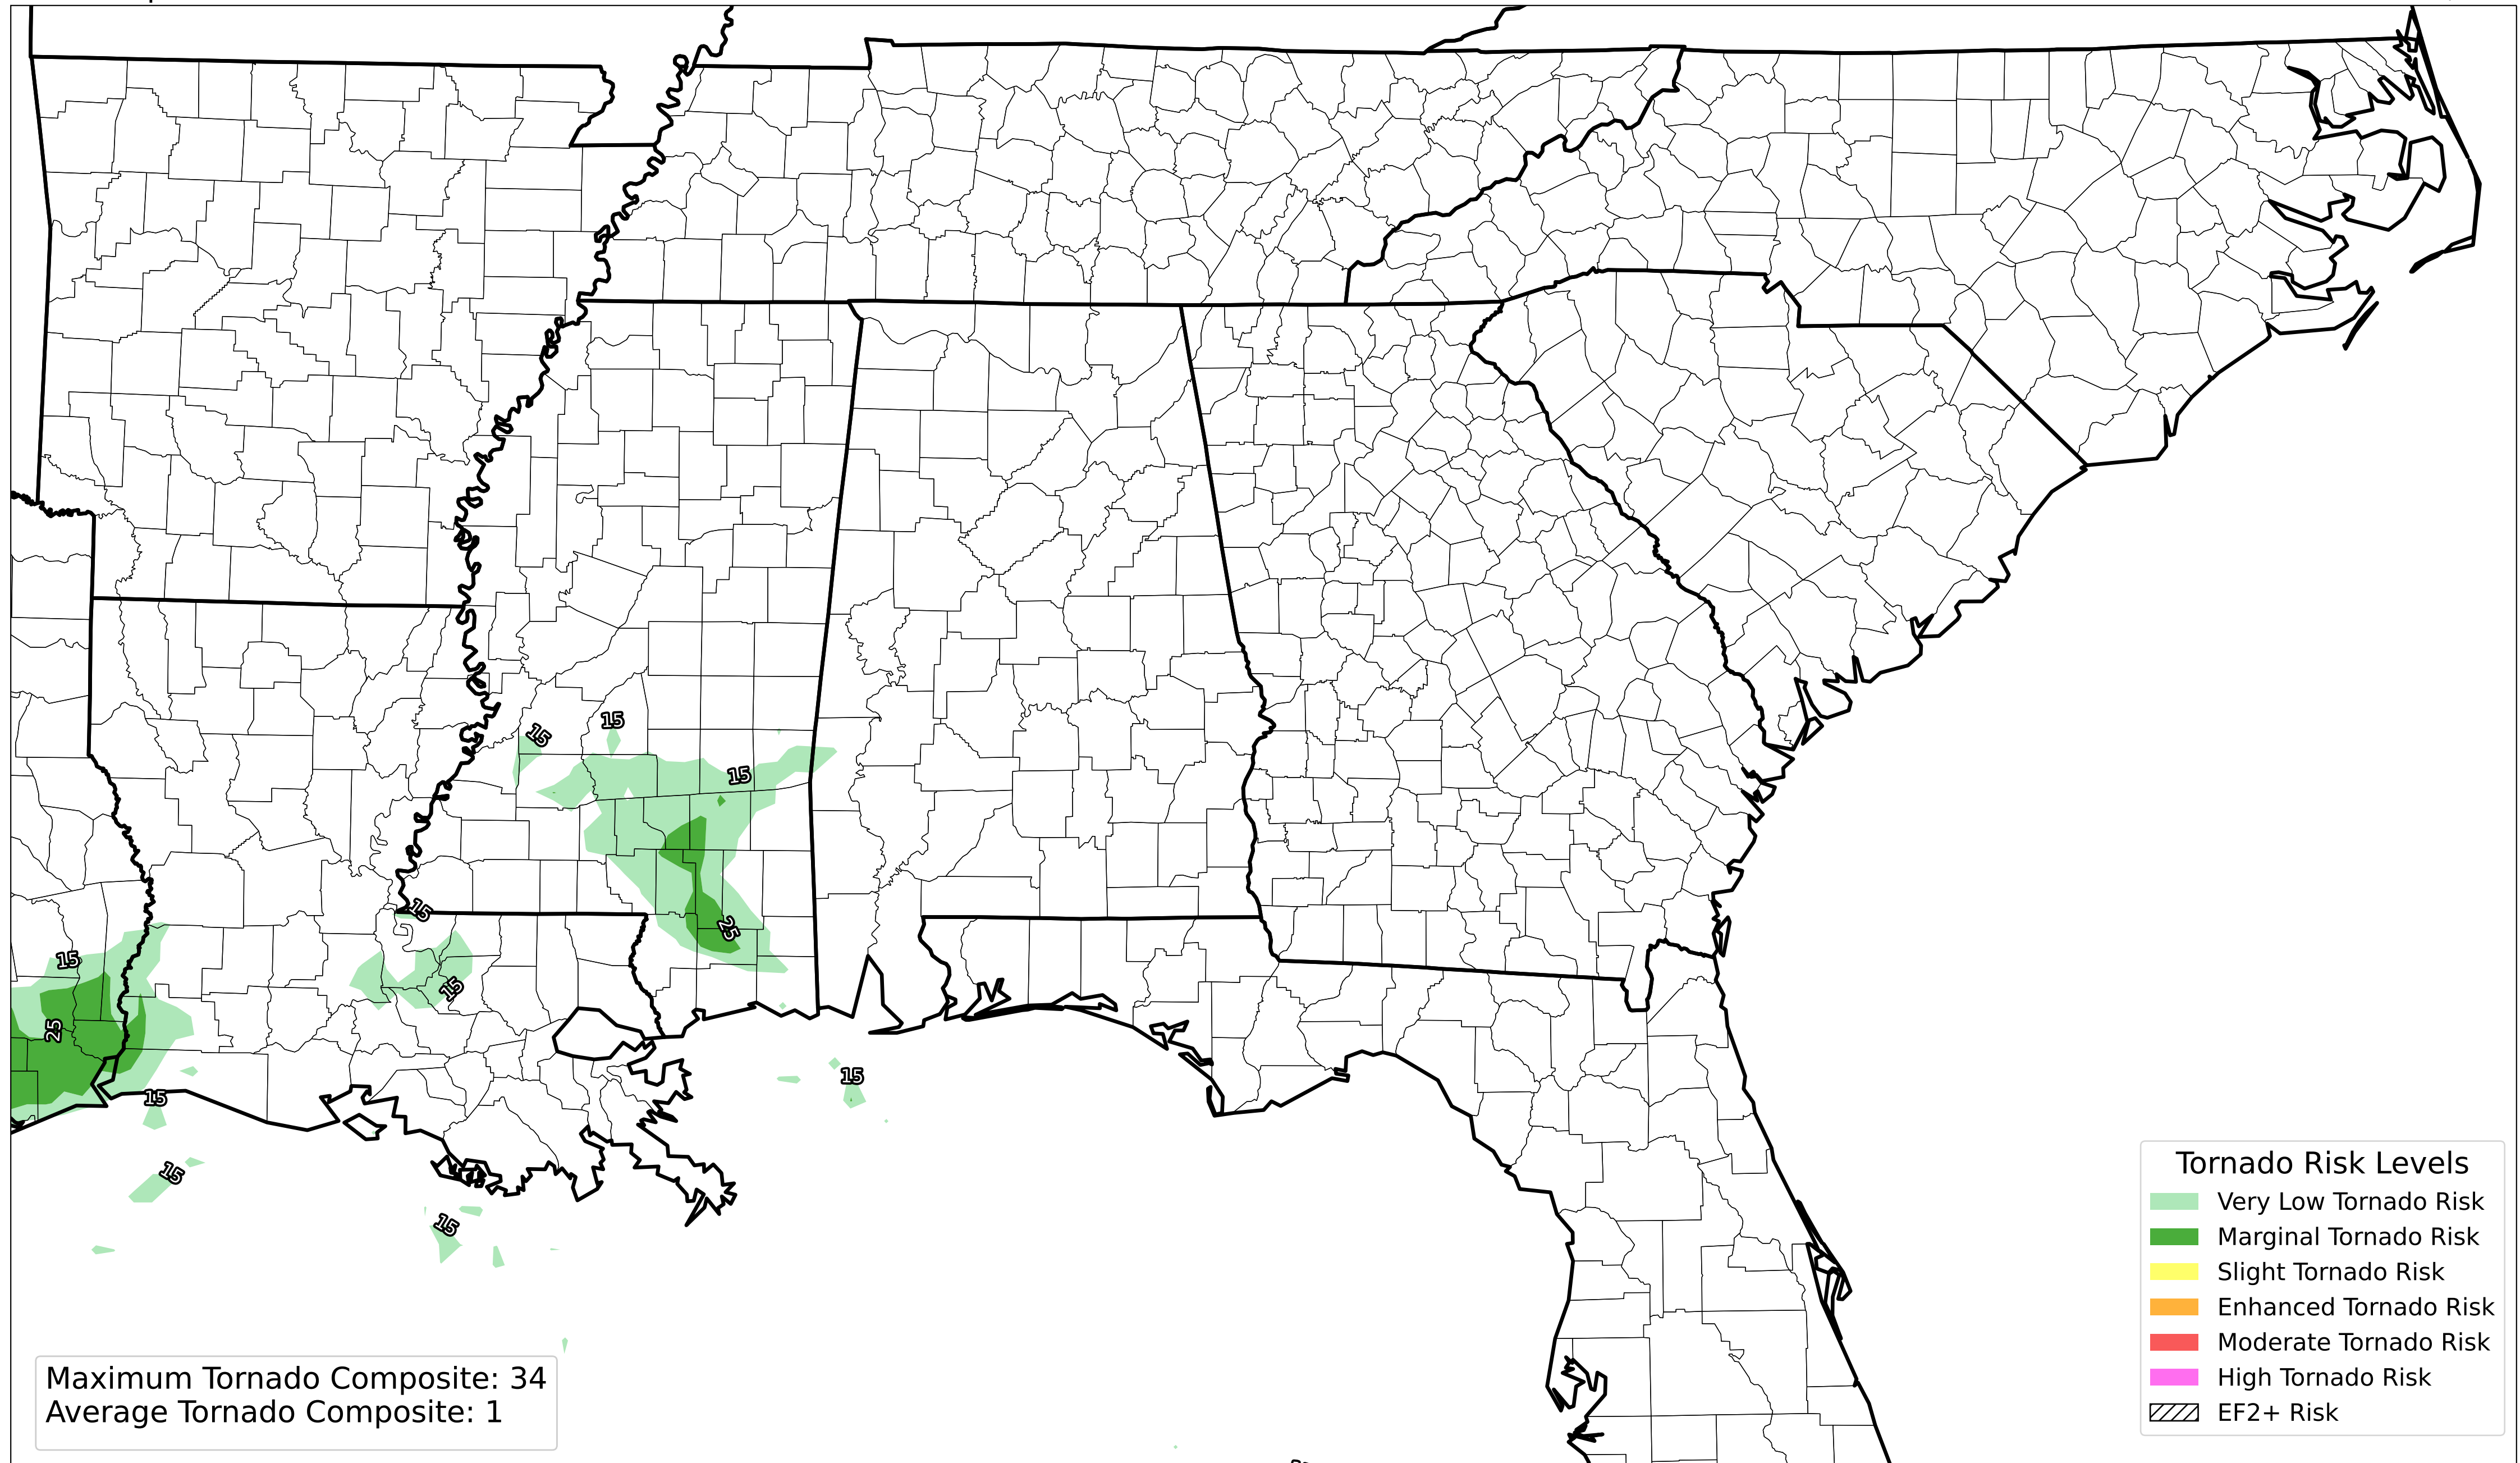 15
15
15
15
25
15
15
25
15
15
15
15
Tornado Risk Levels
Very Low Tornado Risk
Marginal Tornado Risk
Slight Tornado Risk
Enhanced Tornado Risk
Moderate Tornado Risk
High Tornado Risk
EF2+ Risk
Maximum Tornado Composite: 34
Average Tornado Composite: 1